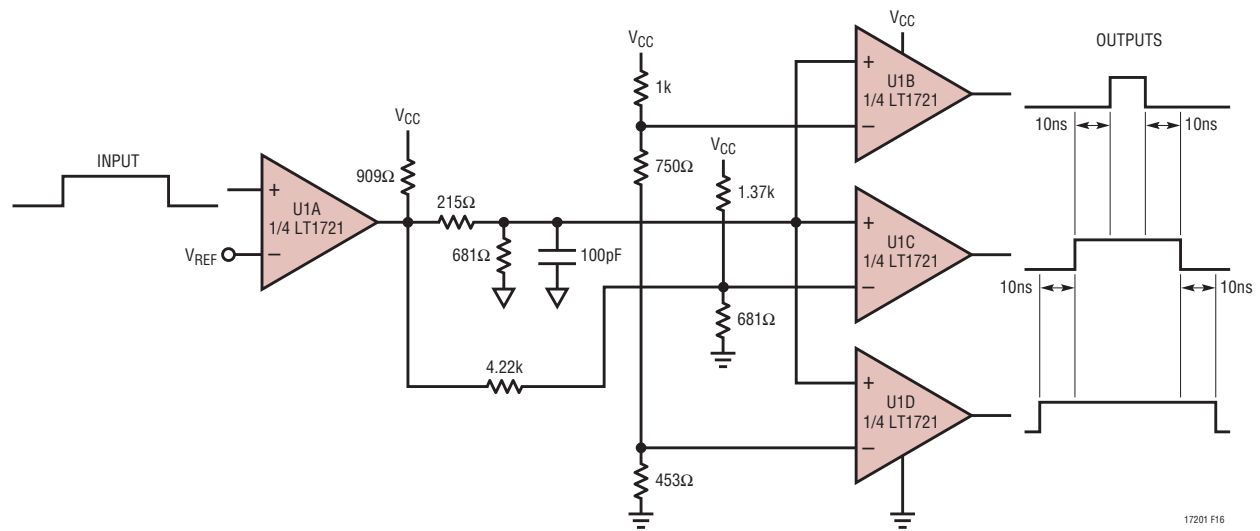 INPUT
V_REF
+
−
U1A
1/4 LT1721
V_CC
909Ω
215Ω
681Ω
100pF
4.22k
V_CC
1k
750Ω
453Ω
V_CC
1.37k
681Ω
V_CC
+
−
U1B
1/4 LT1721
+
−
U1C
1/4 LT1721
+
−
U1D
1/4 LT1721
OUTPUTS
10ns
10ns
10ns
10ns
17201 F16